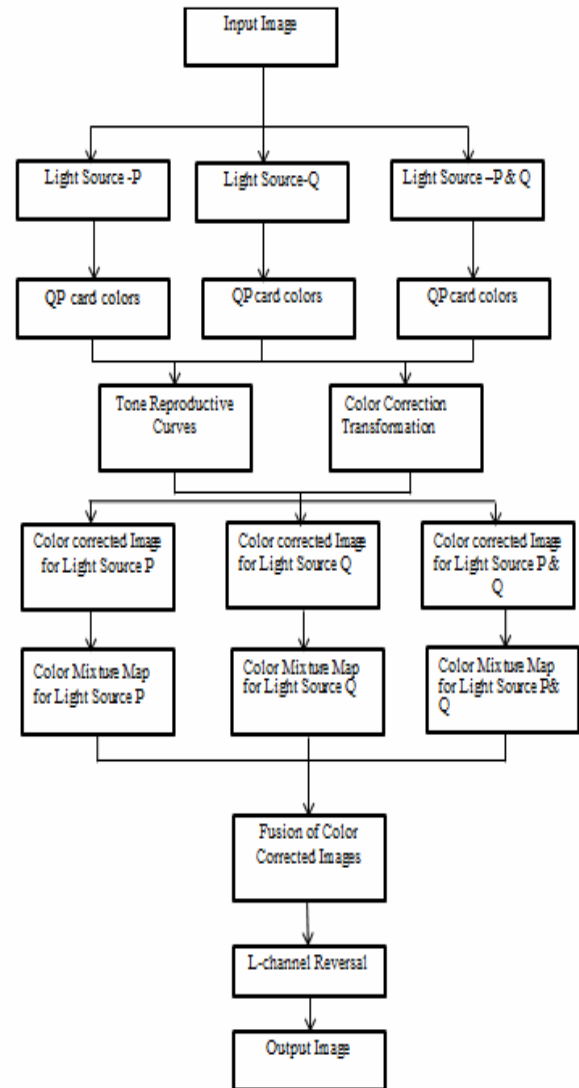 Input Image
Light Source -P
Light Source-Q
Light Source –P & Q
QP card colors
QP card colors
QP card colors
Tone Reproductive
Curves
Color Correction
Transformation
Color corrected Image
for Light Source P
Color corrected Image
for Light Source Q
Color corrected Image
for Light Source P &
Q
Color Mixture Map
for Light Source P
Color Mixture Map
for Light Source Q
Color Mixture Map
for Light Source P&
Q
Fusion of Color
Corrected Images
L-channel Reversal
Output Image